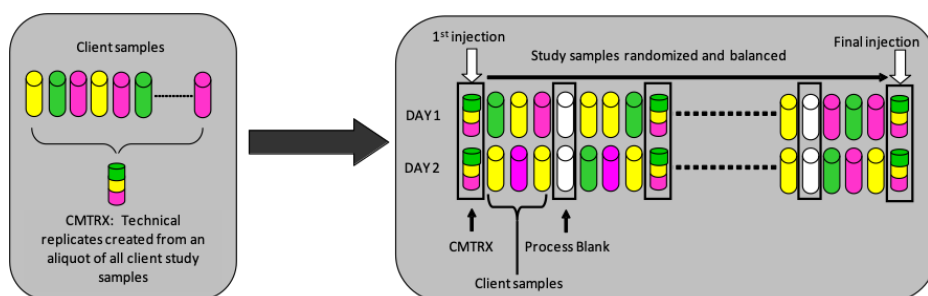 Client samples
CMTRX: Technical
replicates created from an
aliquot of all client study
samples
1st injection
Study samples randomized and balanced
Final injection
DAY 1
DAY 2
CMTRX
Process Blank
Client samples